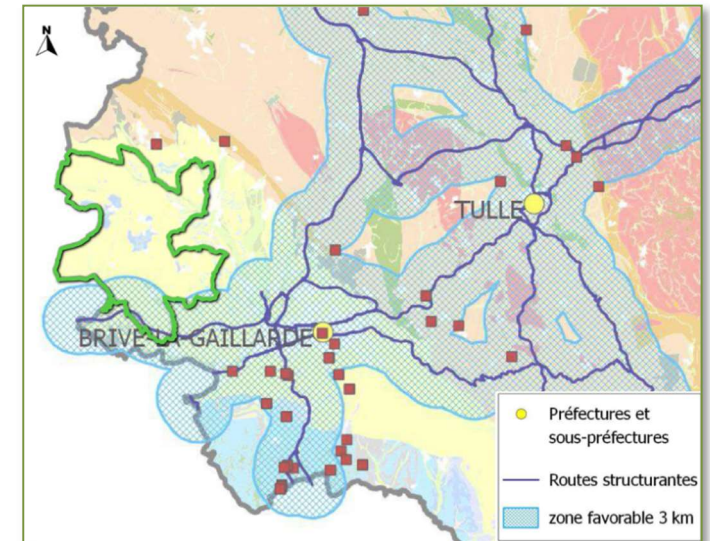 N
TULLE
BRIVE-LA-GAILLARDE
Préfectures et
sous-préfectures
Routes structurantes
zone favorable 3 km